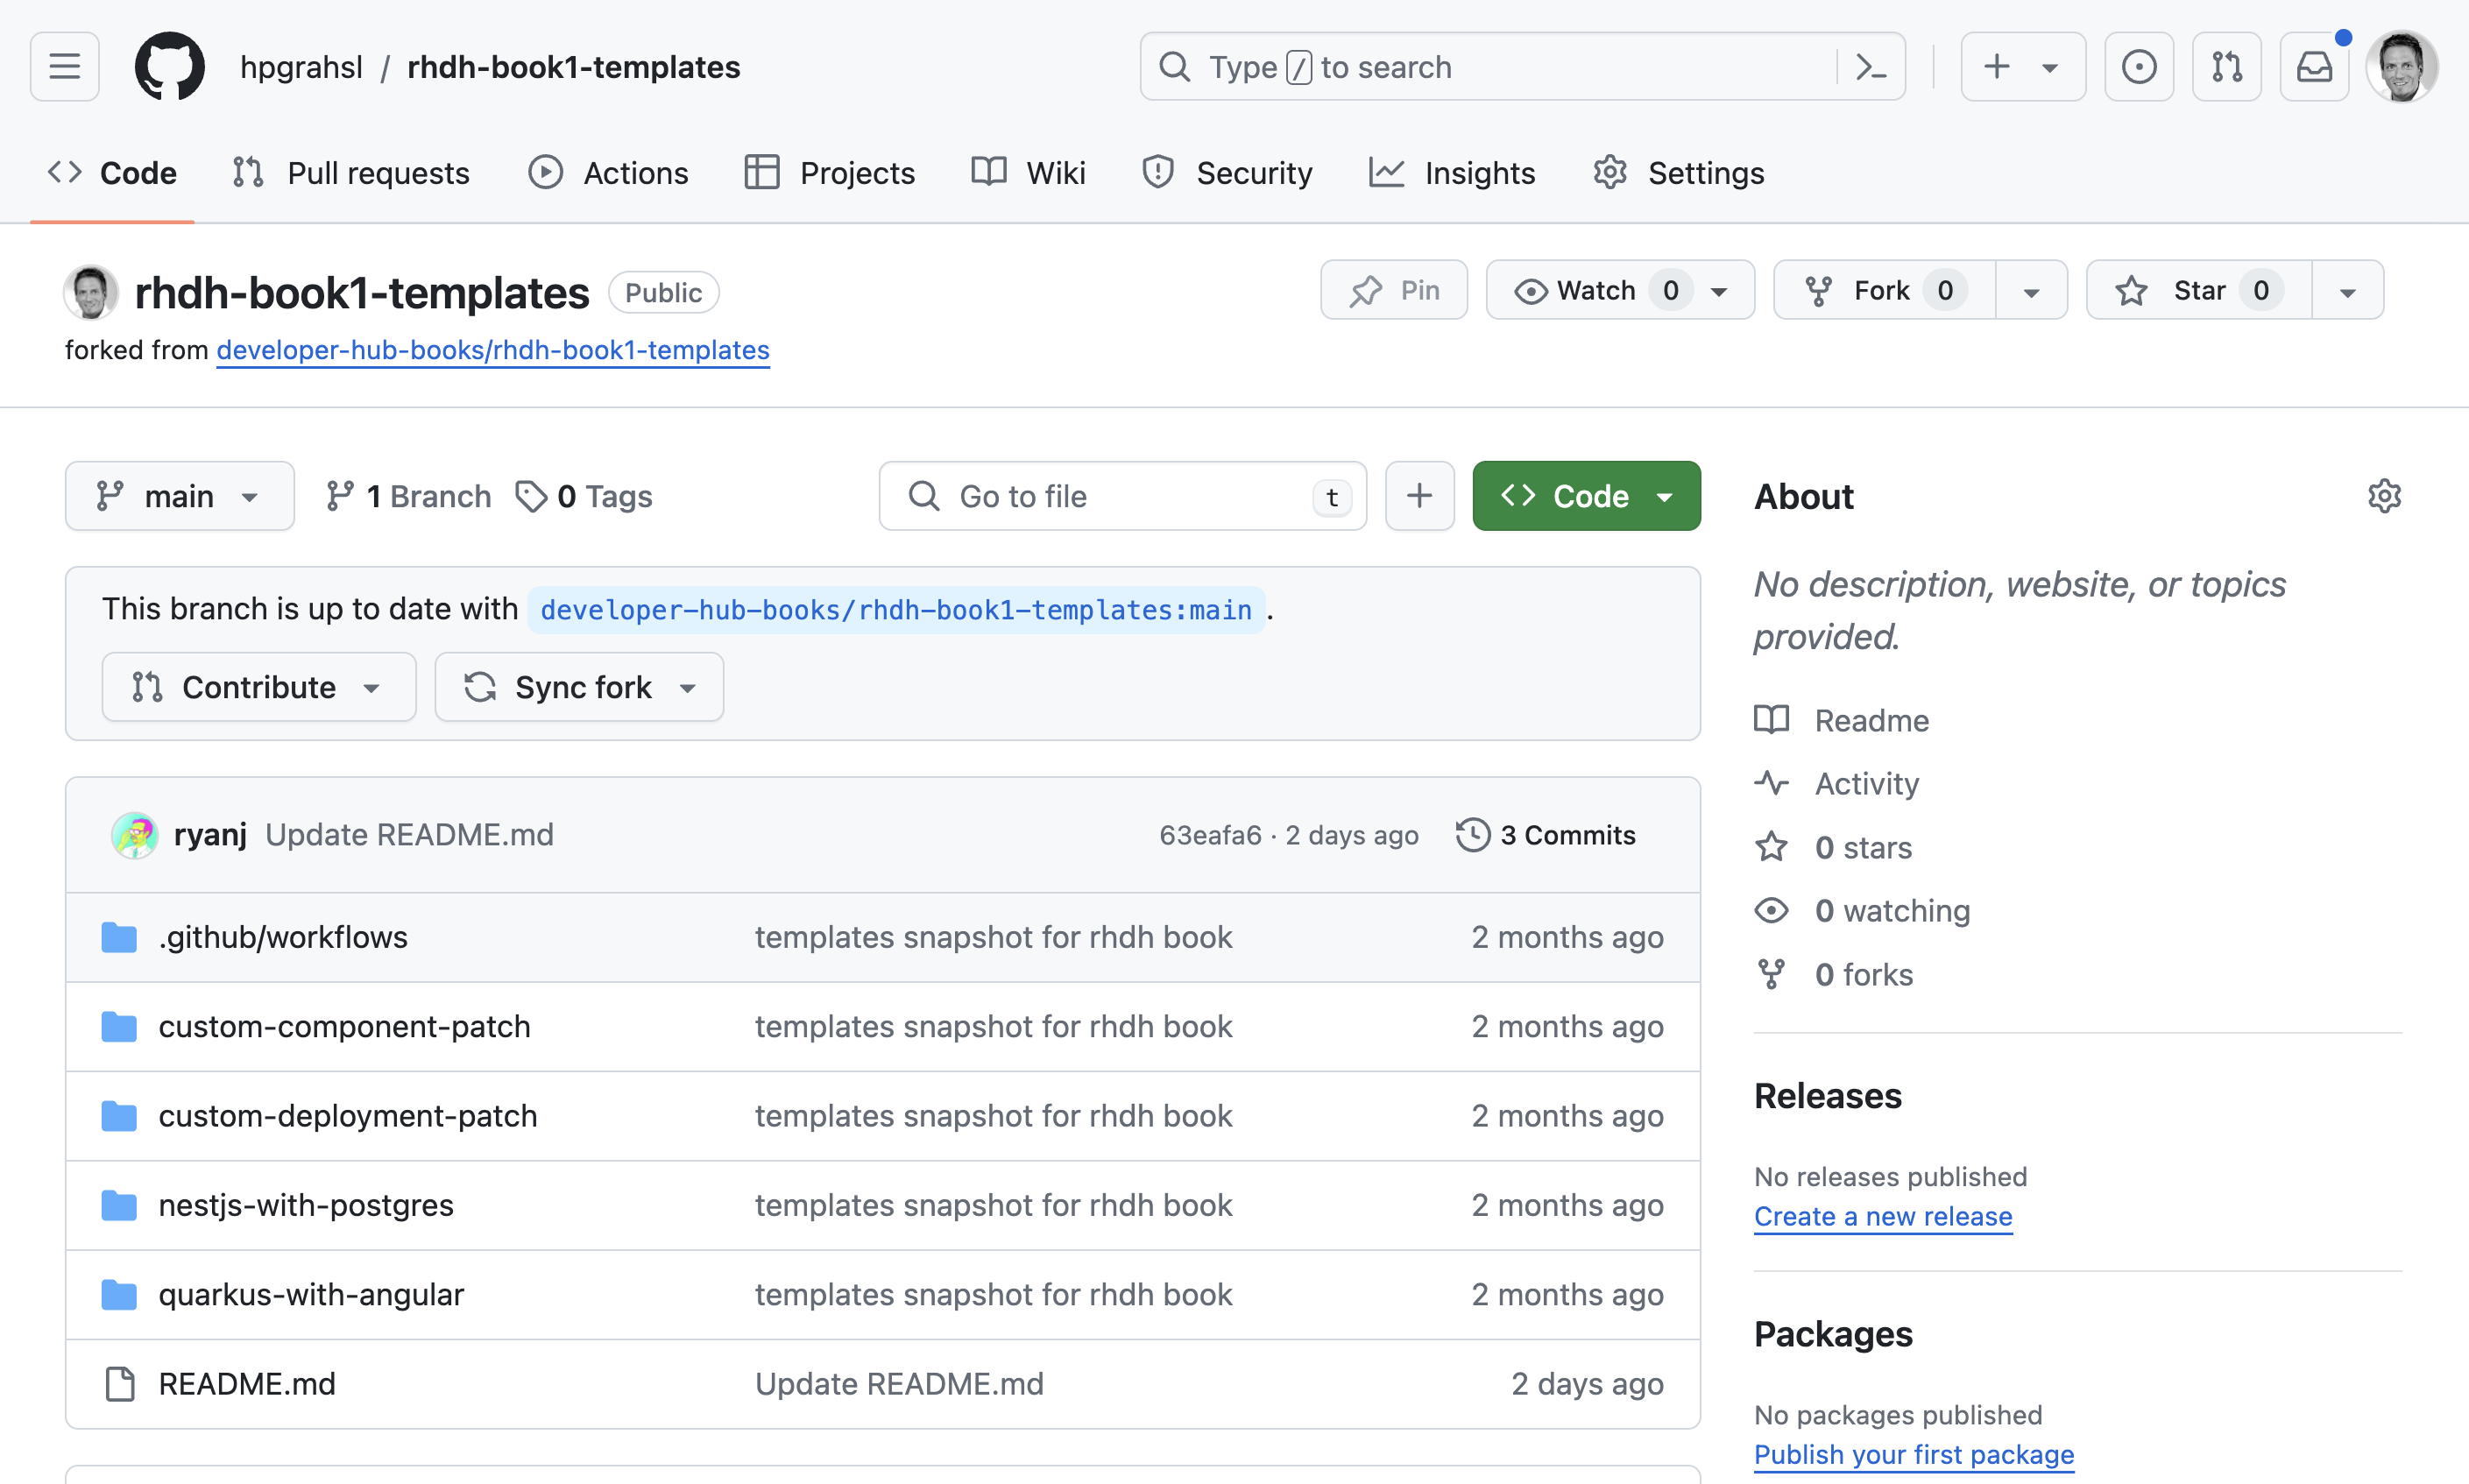 hpgrahsl / rhdh-book1-templates
Type / to search
Code Pull requests Actions Projects Wiki Security Insights Settings
rhdh-book1-templates Public
Pin Watch 0 Fork 0 Star 0
forked from developer-hub-books/rhdh-book1-templates
main 1 Branch 0 Tags Go to file t Code
This branch is up to date with developer-hub-books/rhdh-book1-templates:main .
Contribute Sync fork
ryanj Update README.md 63eafa6 · 2 days ago 3 Commits
.github/workflows templates snapshot for rhdh book 2 months ago
custom-component-patch templates snapshot for rhdh book 2 months ago
custom-deployment-patch templates snapshot for rhdh book 2 months ago
nestjs-with-postgres templates snapshot for rhdh book 2 months ago
quarkus-with-angular templates snapshot for rhdh book 2 months ago
README.md Update README.md 2 days ago
About
No description, website, or topics
provided.
Readme
Activity
0 stars
0 watching
0 forks
Releases
No releases published
Create a new release
Packages
No packages published
Publish your first package